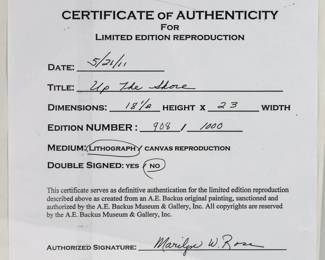 CERTIFICATE OF AUTHENTICITY
FOR
LIMITED EDITION REPRODUCTION
DATE: 5/21/11
TITLE: Up The Shore
DIMENSIONS: 18 1/2 HEIGHT X 23 WIDTH
EDITION NUMBER: 908 / 1000
MEDIUM: LITHOGRAPH / CANVAS REPRODUCTION
DOUBLE SIGNED: YES / NO
This certificate serves as definitive authentication for the limited edition reproduction
described above as created from an A.E. Backus original painting, sanctioned and
authorized by the A.E. Backus Museum & Gallery, Inc. All copyrights are reserved
by the A.E. Backus Museum & Gallery, Inc.
AUTHORIZED SIGNATURE: Marilyn W. Rose